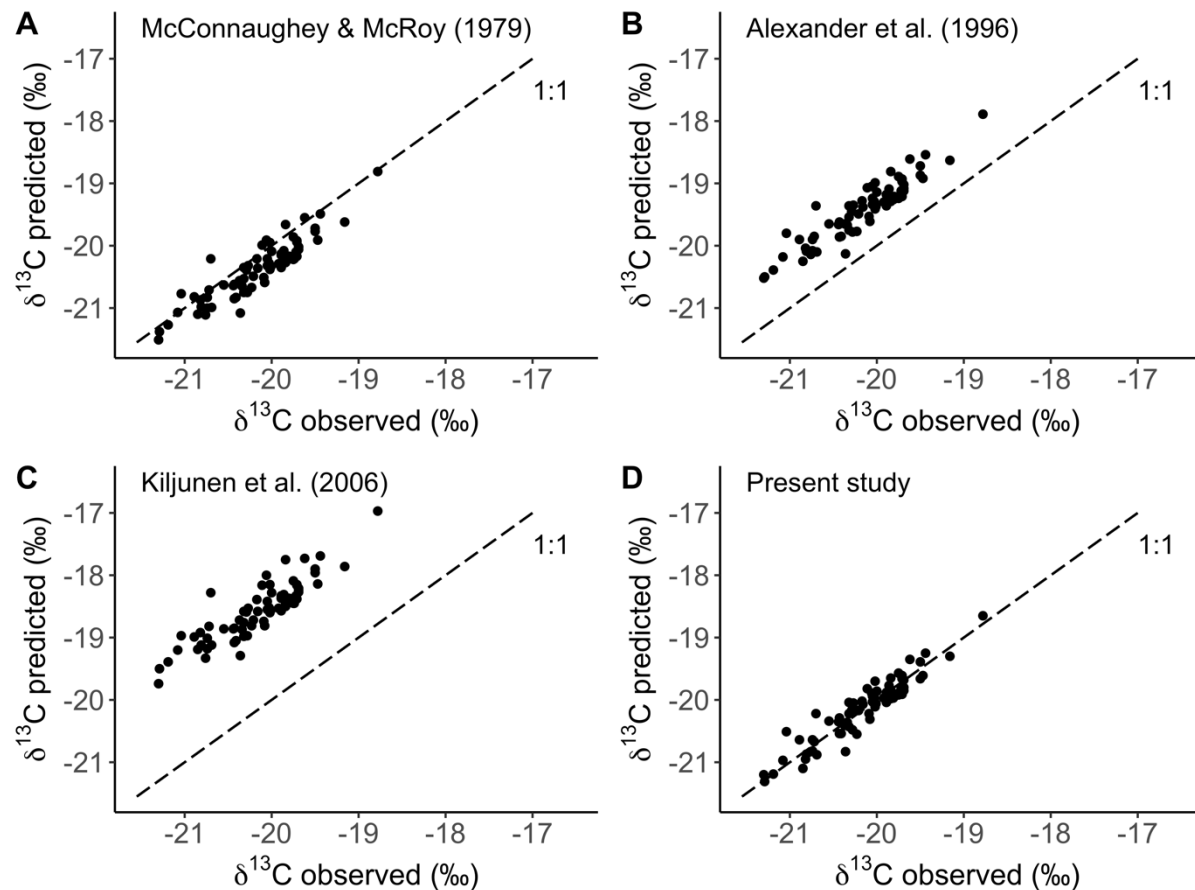 A McConnaughey & McRoy (1979)
1:1
-17
-18
-19
-20
-21
δ13C predicted (‰)
-21 -20 -19 -18 -17
δ13C observed (‰)
B Alexander et al. (1996)
1:1
-17
-18
-19
-20
-21
δ13C predicted (‰)
-21 -20 -19 -18 -17
δ13C observed (‰)
C Kiljunen et al. (2006)
1:1
-17
-18
-19
-20
-21
δ13C predicted (‰)
-21 -20 -19 -18 -17
δ13C observed (‰)
D Present study
1:1
-17
-18
-19
-20
-21
δ13C predicted (‰)
-21 -20 -19 -18 -17
δ13C observed (‰)